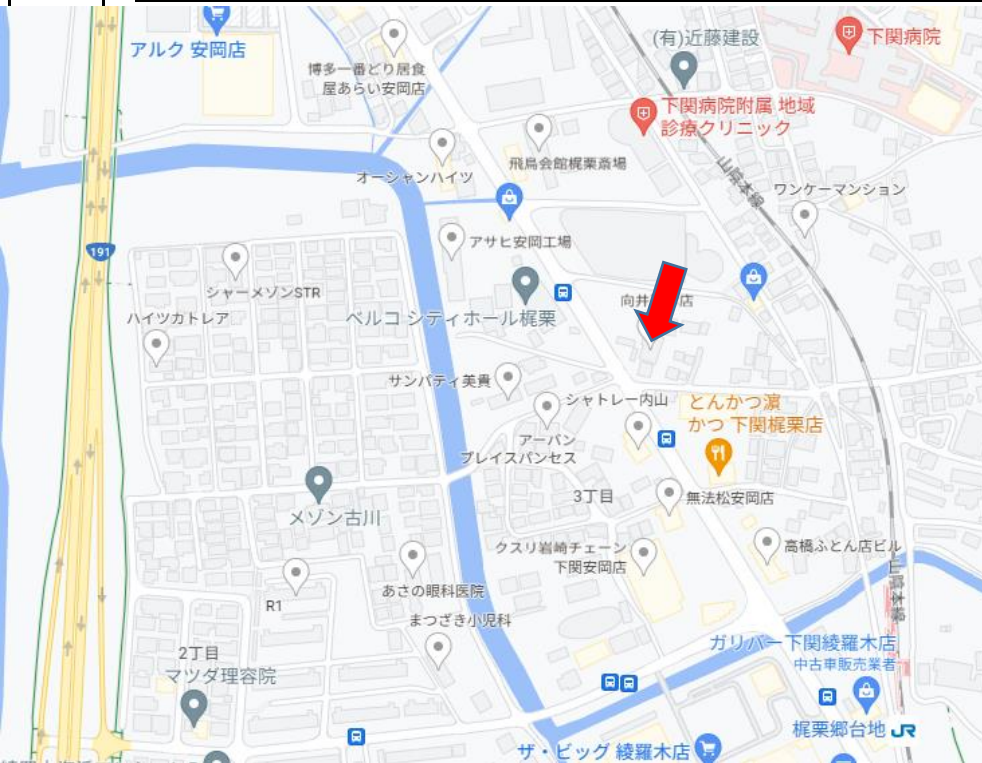 アルク 安岡店
(有)近藤建設
下関病院
博多一番どり居食
屋あらい安岡店
下関病院附属 地域
診療クリニック
飛鳥会館梶栗斎場
オーシャンハイツ
山陰本線
ワンケーマンション
アサヒ安岡工場
191
シャーメゾンSTR
向井
店
ベルコ シティホール梶栗
ハイツカトレア
サンパティ美貴
シャトレー内山
とんかつ濵
かつ 下関梶栗店
アーバン
プレイスパンセス
3丁目
無法松安岡店
メゾン古川
クスリ岩崎チェーン
下関安岡店
高橋ふとん店ビル
山陰本線
あさの眼科医院
R1
まつざき小児科
ガリバー下関綾羅木店
中古車販売業者
2丁目
マツダ理容院
梶栗郷台地 JR
ザ・ビッグ 綾羅木店